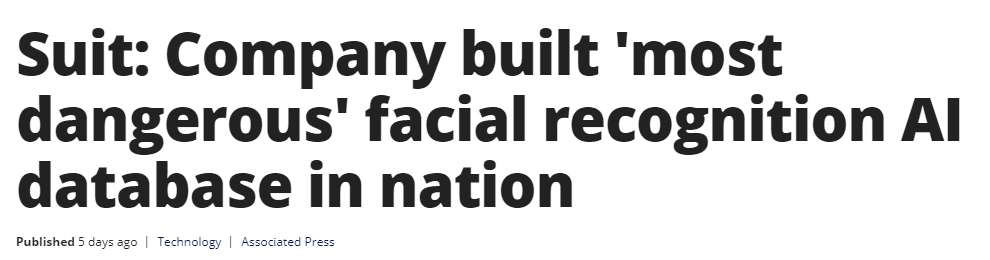 Suit: Company built 'most
dangerous' facial recognition AI
database in nation
Published 5 days ago | Technology | Associated Press